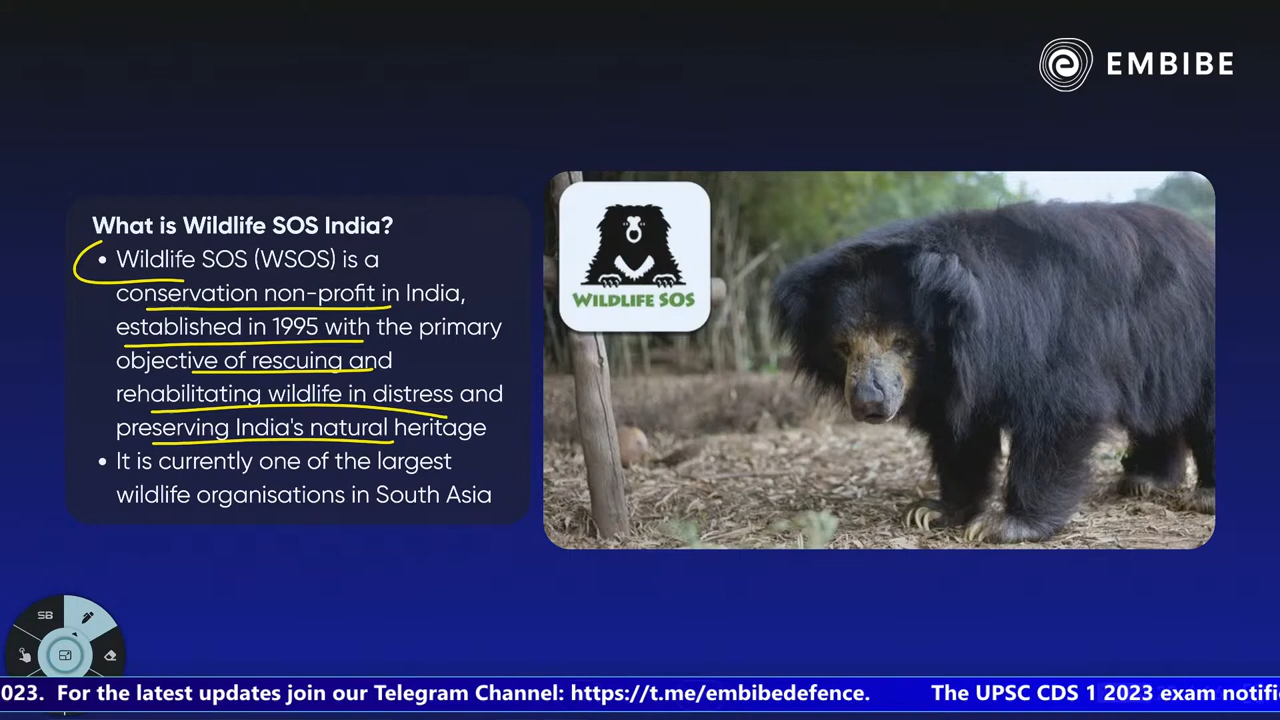 EMBIBE
What is Wildlife SOS India?
• Wildlife SOS (WSOS) is a
conservation non-profit in India,
established in 1995 with the primary
objective of rescuing and
rehabilitating wildlife in distress and
preserving India's natural heritage
• It is currently one of the largest
wildlife organisations in South Asia
WILDLIFE SOS
SB
023. For the latest updates join our Telegram Channel: https://t.me/embibedefence. The UPSC CDS 1 2023 exam notifi